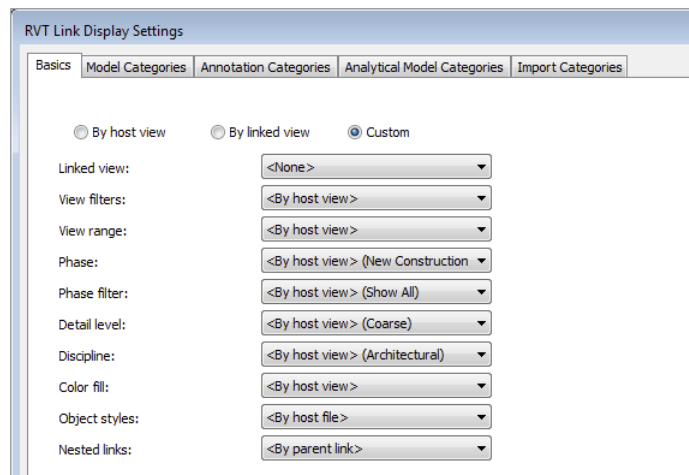 RVT Link Display Settings
Basics Model Categories Annotation Categories Analytical Model Categories Import Categories
By host view By linked view Custom
Linked view: <None>
View filters: <By host view>
View range: <By host view>
Phase: <By host view> (New Construction
Phase filter: <By host view> (Show All)
Detail level: <By host view> (Coarse)
Discipline: <By host view> (Architectural)
Color fill: <By host view>
Object styles: <By host file>
Nested links: <By parent link>